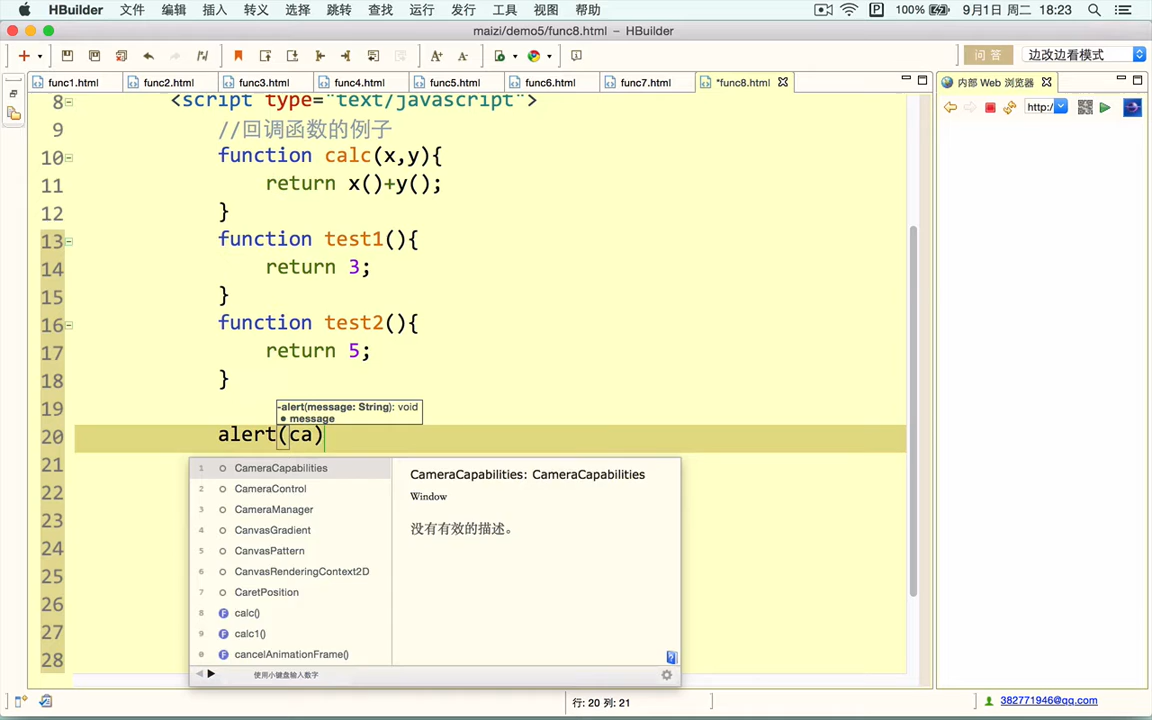 HBuilder 文件 编辑 插入 转义 选择 跳转 查找 运行 发行 工具 视图 帮助 100% 9月1日 周二 18:23
maizi/demo5/func8.html – HBuilder
问 答 边改边看模式
func1.html func2.html func3.html func4.html func5.html func6.html func7.html *func8.html 内部 Web 浏览器
http:/
8 <script type="text/javascript">
9 //回调函数的例子
10 function calc(x,y){
11 return x()+y();
12 }
13 function test1(){
14 return 3;
15 }
16 function test2(){
17 return 5;
18 }
19
-alert(message: String): void
● message
20 alert(ca)
21
22
23
24
25
26
27
28
1 CameraCapabilities
2 CameraControl
3 CameraManager
4 CanvasGradient
5 CanvasPattern
6 CanvasRenderingContext2D
7 CaretPosition
8 F calc()
9 F calc1()
0 F cancelAnimationFrame()
使用小键盘输入数字
CameraCapabilities: CameraCapabilities
Window
没有有效的描述。
行: 20 列: 21
382771946@qq.com